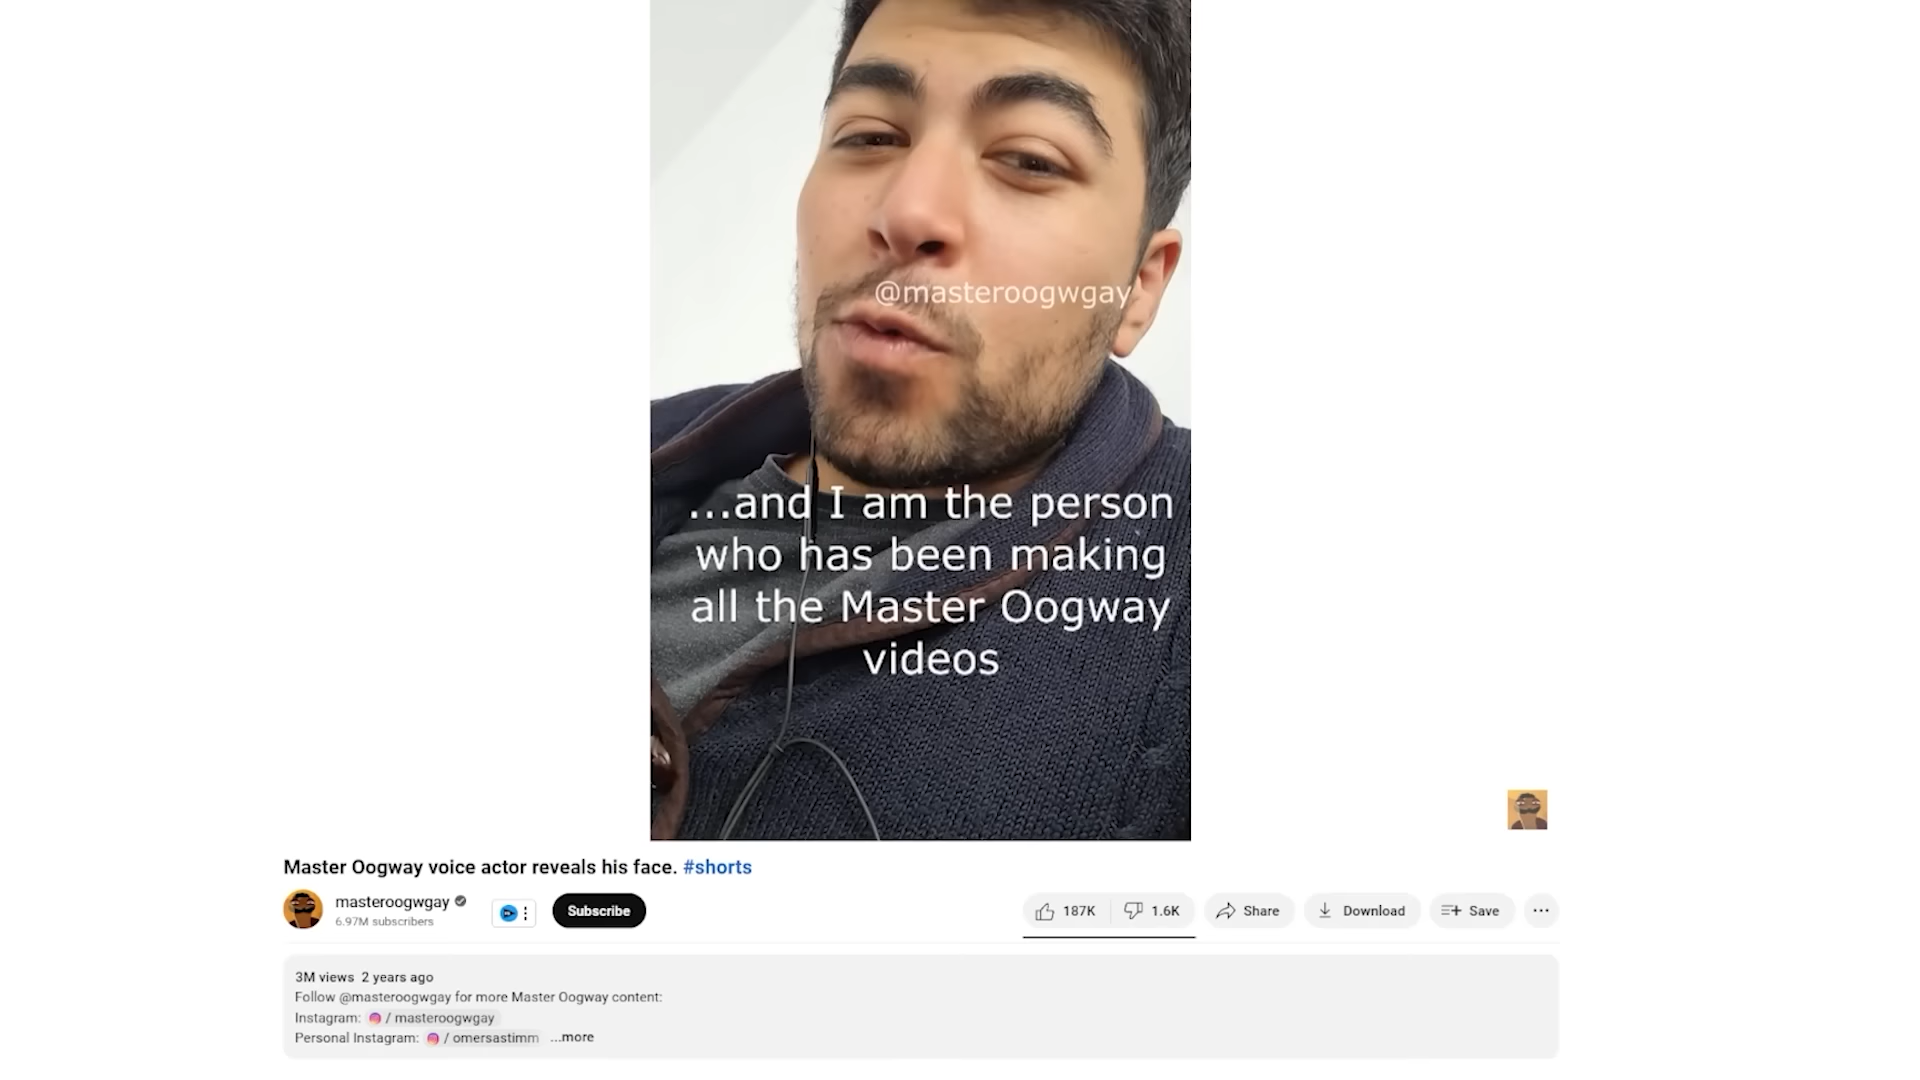 @masteroogwgay
...and I am the person
who has been making
all the Master Oogway
videos
Master Oogway voice actor reveals his face. #shorts
masteroogwgay
6.97M subscribers
Subscribe
187K
1.6K
Share
Download
Save
3M views 2 years ago
Follow @masteroogwgay for more Master Oogway content:
Instagram: / masteroogwgay
Personal Instagram: / omersastimm ...more